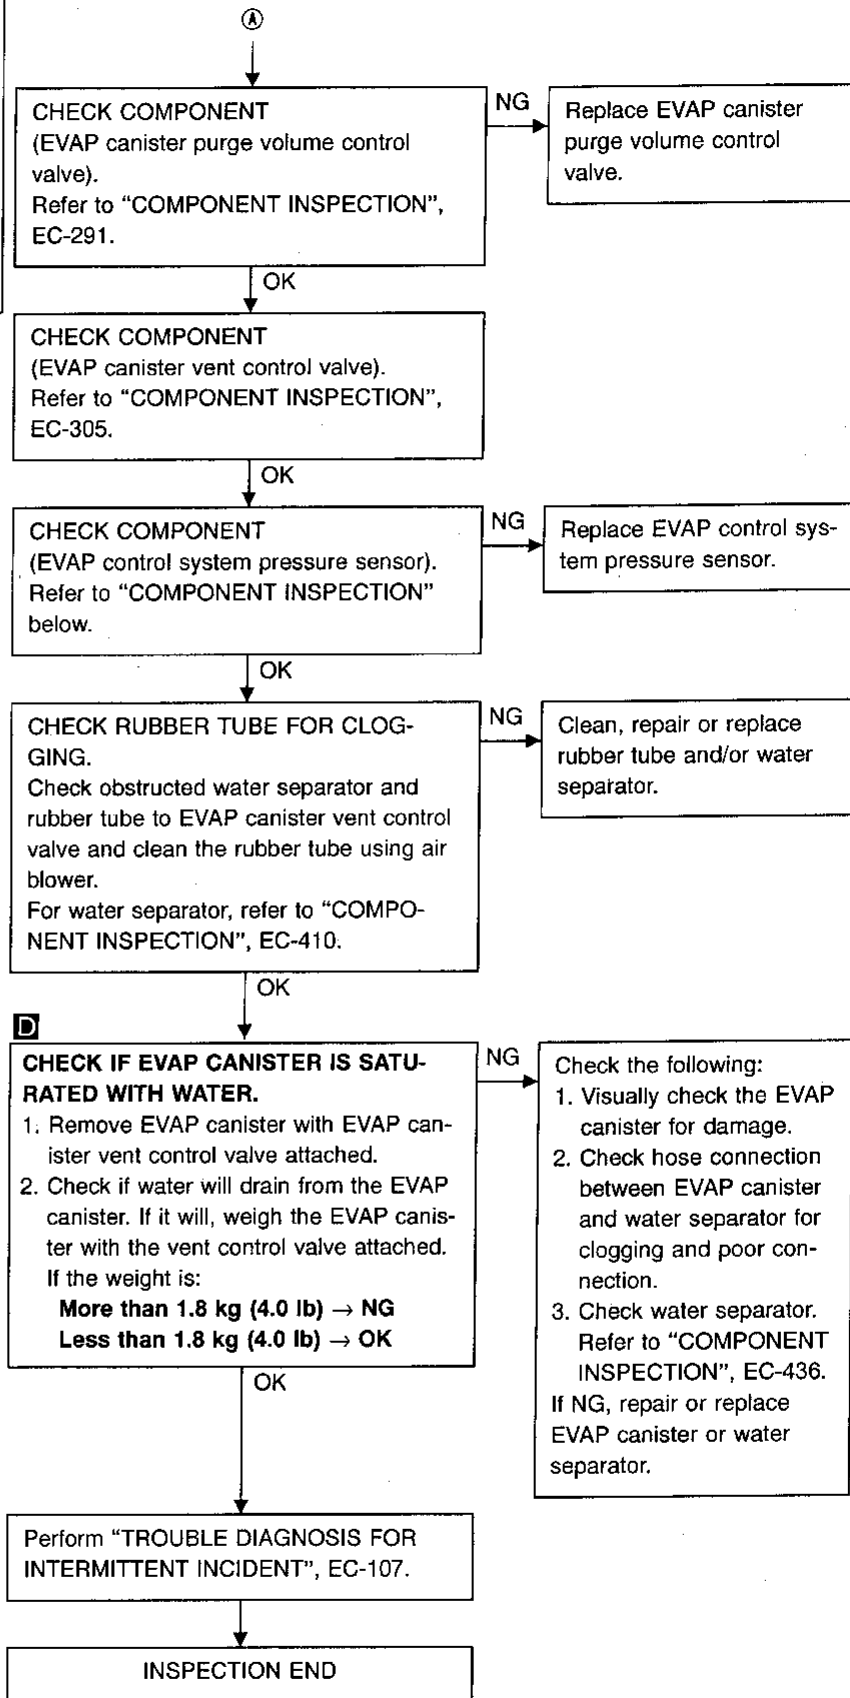 A
CHECK COMPONENT
(EVAP canister purge volume control
valve).
Refer to “COMPONENT INSPECTION”,
EC-291.
NG
Replace EVAP canister
purge volume control
valve.
OK
CHECK COMPONENT
(EVAP canister vent control valve).
Refer to “COMPONENT INSPECTION”,
EC-305.
OK
CHECK COMPONENT
(EVAP control system pressure sensor).
Refer to “COMPONENT INSPECTION”
below.
NG
Replace EVAP control sys-
tem pressure sensor.
OK
CHECK RUBBER TUBE FOR CLOG-
GING.
Check obstructed water separator and
rubber tube to EVAP canister vent control
valve and clean the rubber tube using air
blower.
For water separator, refer to “COMPO-
NENT INSPECTION”, EC-410.
NG
Clean, repair or replace
rubber tube and/or water
separator.
OK
D
CHECK IF EVAP CANISTER IS SATU-
RATED WITH WATER.
1. Remove EVAP canister with EVAP can-
ister vent control valve attached.
2. Check if water will drain from the EVAP
canister. If it will, weigh the EVAP canis-
ter with the vent control valve attached.
If the weight is:
More than 1.8 kg (4.0 lb) → NG
Less than 1.8 kg (4.0 lb) → OK
NG
Check the following:
1. Visually check the EVAP
canister for damage.
2. Check hose connection
between EVAP canister
and water separator for
clogging and poor con-
nection.
3. Check water separator.
Refer to “COMPONENT
INSPECTION”, EC-436.
If NG, repair or replace
EVAP canister or water
separator.
OK
Perform “TROUBLE DIAGNOSIS FOR
INTERMITTENT INCIDENT”, EC-107.
INSPECTION END